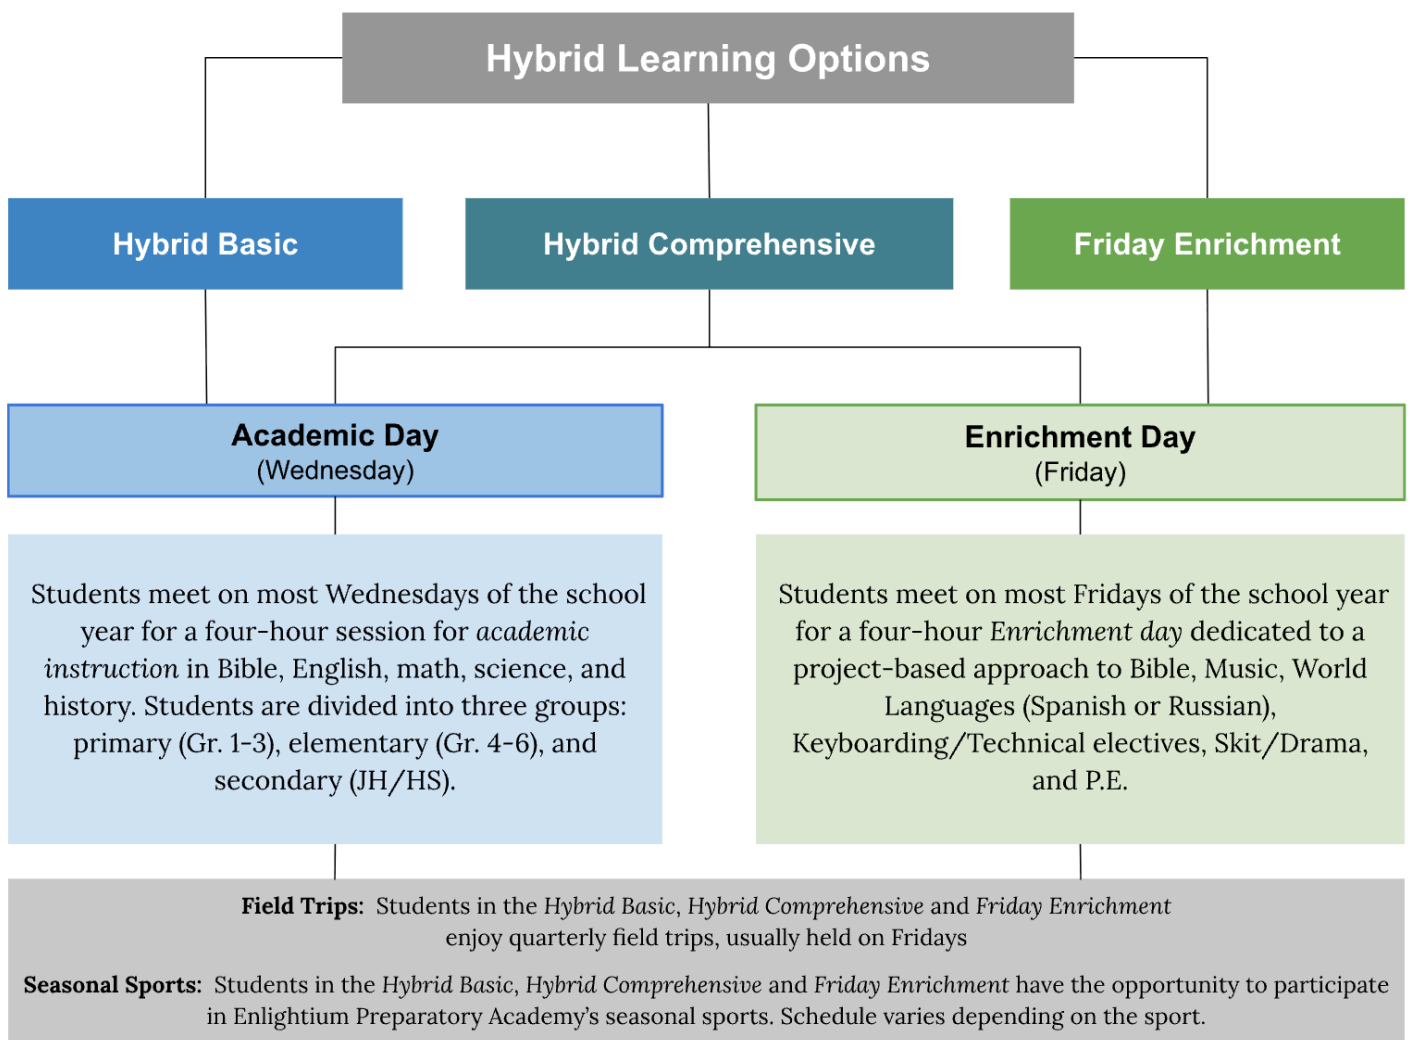 Hybrid Learning Options
Hybrid Basic
Hybrid Comprehensive
Friday Enrichment
Academic Day
(Wednesday)
Enrichment Day
(Friday)
Students meet on most Wednesdays of the school
year for a four-hour session for academic
instruction in Bible, English, math, science, and
history. Students are divided into three groups:
primary (Gr. 1-3), elementary (Gr. 4-6), and
secondary (JH/HS).
Students meet on most Fridays of the school year
for a four-hour Enrichment day dedicated to a
project-based approach to Bible, Music, World
Languages (Spanish or Russian),
Keyboarding/Technical electives, Skit/Drama,
and P.E.
Field Trips: Students in the Hybrid Basic, Hybrid Comprehensive and Friday Enrichment
enjoy quarterly field trips, usually held on Fridays
Seasonal Sports: Students in the Hybrid Basic, Hybrid Comprehensive and Friday Enrichment have the opportunity to participate
in Enlightium Preparatory Academy's seasonal sports. Schedule varies depending on the sport.